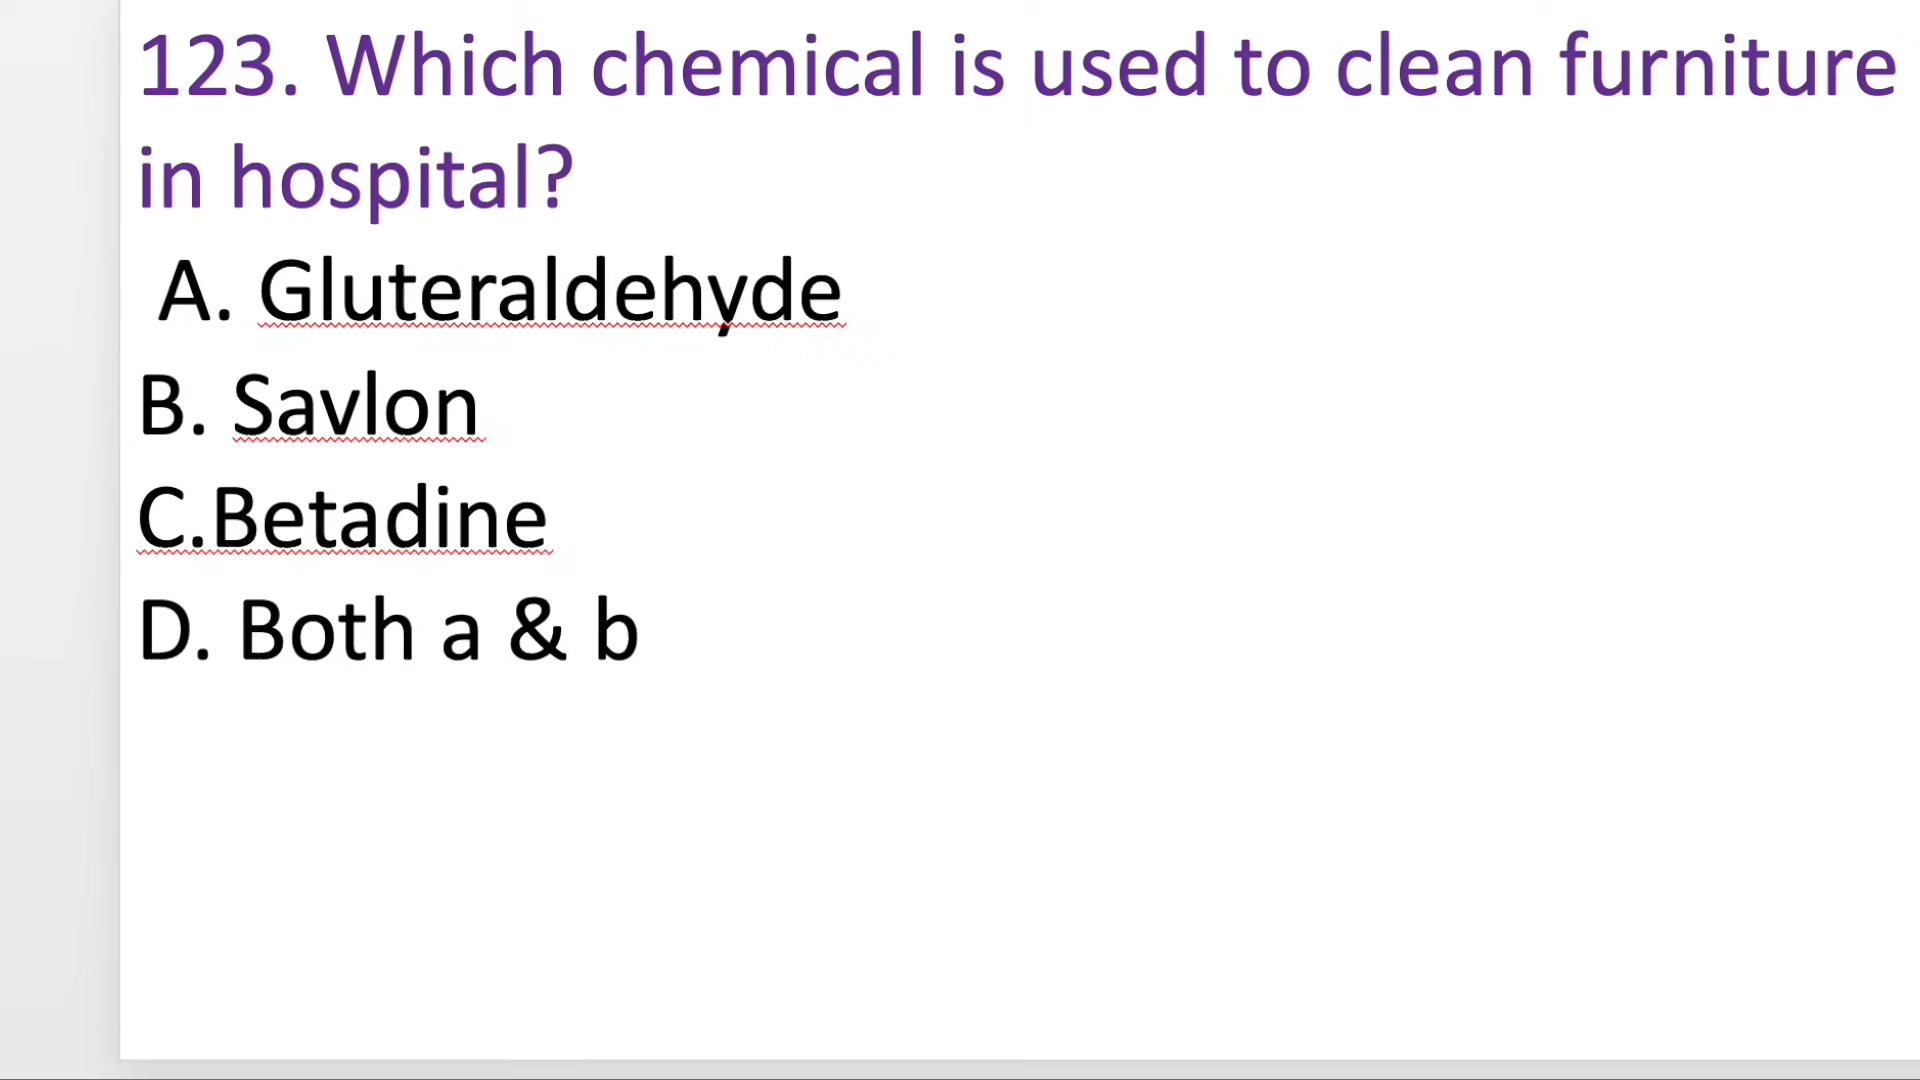 123. Which chemical is used to clean furniture
in hospital?
A. Gluteraldehyde
B. Savlon
C.Betadine
D. Both a & b